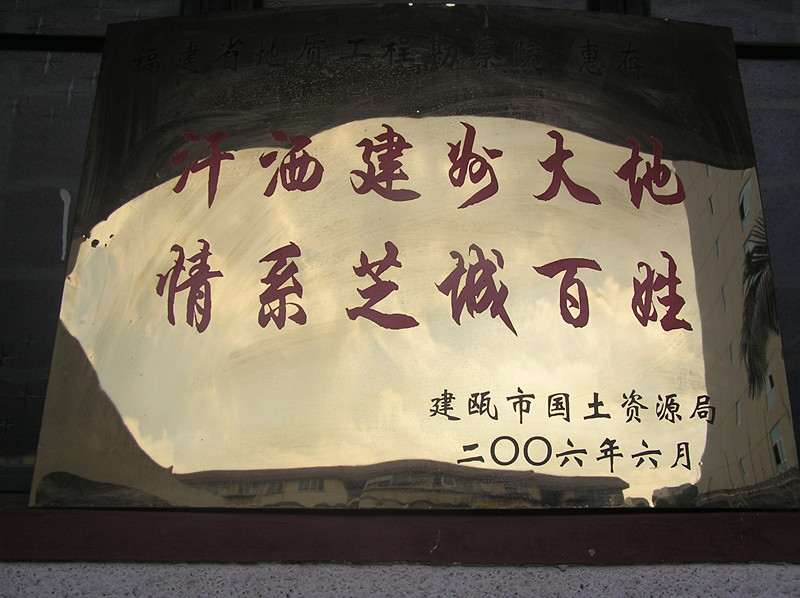 福建省地质工程勘察院 惠存
汗洒建州大地
情系芝城百姓
建瓯市国土资源局
二〇〇六年六月